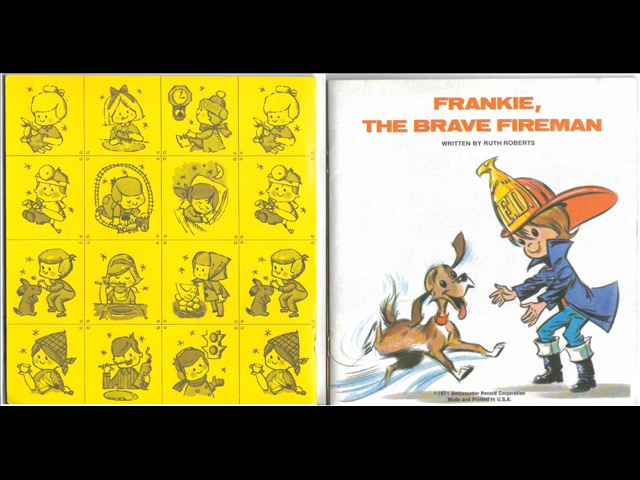 FRANKIE,
THE BRAVE FIREMAN
WRITTEN BY RUTH ROBERTS
F.D.
©1971 Ambassador Record Corporation
Made and Printed in U.S.A.